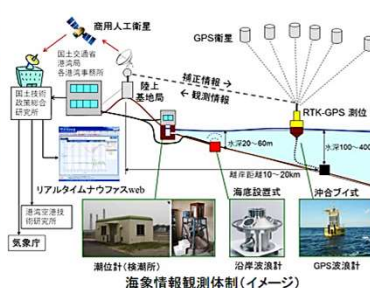 商用人工衛星
GPS衛星
国土交通省
港湾局
各港湾事務所
国土技術
政策総合
研究所
陸上
基地局
補正情報→
←観測情報
RTK-GPS 測位
水深20～60m
水深100～400
離岸距離10～20km
リアルタイムナウファスweb
海底設置式
沖合ブイ式
港湾空港技
術研究所
気象庁
潮位計(検潮所)
沿岸波浪計
GPS波浪計
海象情報観測体制(イメージ)